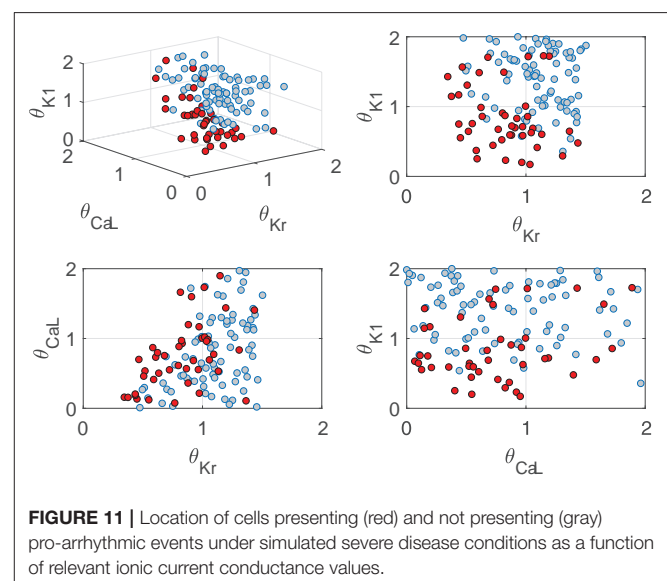 2
1
0
θK1
2
1
0
θCaL
0
1
2
θKr
2
1
0
θK1
0
1
2
θKr
2
1
0
θCaL
0
1
2
θKr
2
1
0
θK1
0
1
2
θCaL
FIGURE 11 | Location of cells presenting (red) and not presenting (gray)
pro-arrhythmic events under simulated severe disease conditions as a function
of relevant ionic current conductance values.